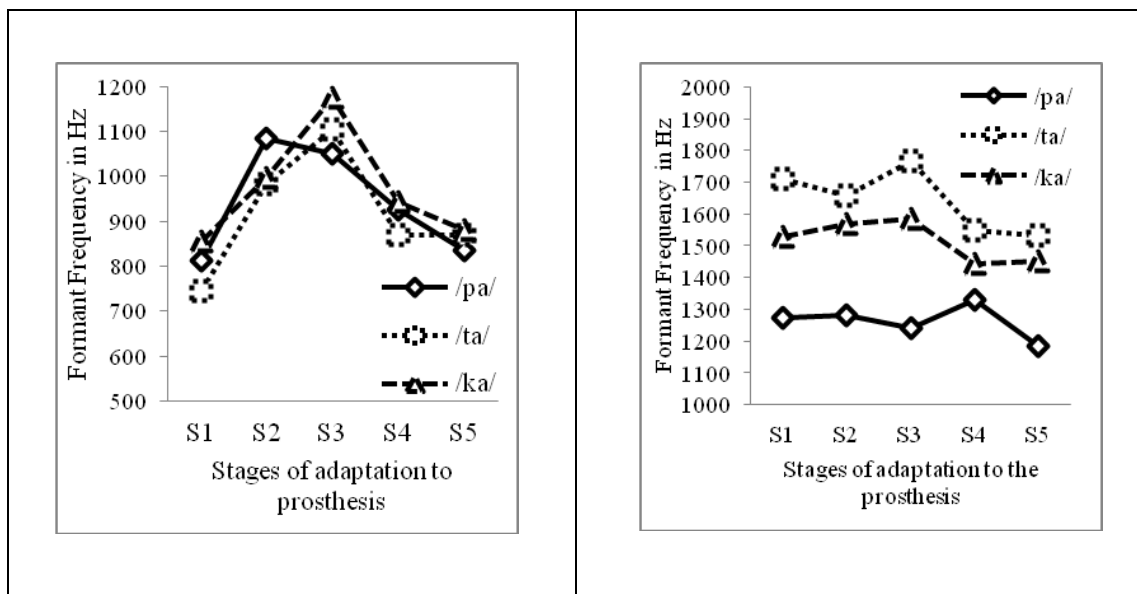 1200
1100
1000
900
800
700
600
500
Formant Frequency in Hz
/pa/
/ta/
/ka/
S1 S2 S3 S4 S5
Stages of adaptation to
prosthesis
2000
1900
1800
1700
1600
1500
1400
1300
1200
1100
1000
Formant Frequency in Hz
/pa/
/ta/
/ka/
S1 S2 S3 S4 S5
Stages of adaptation to the
prosthesis